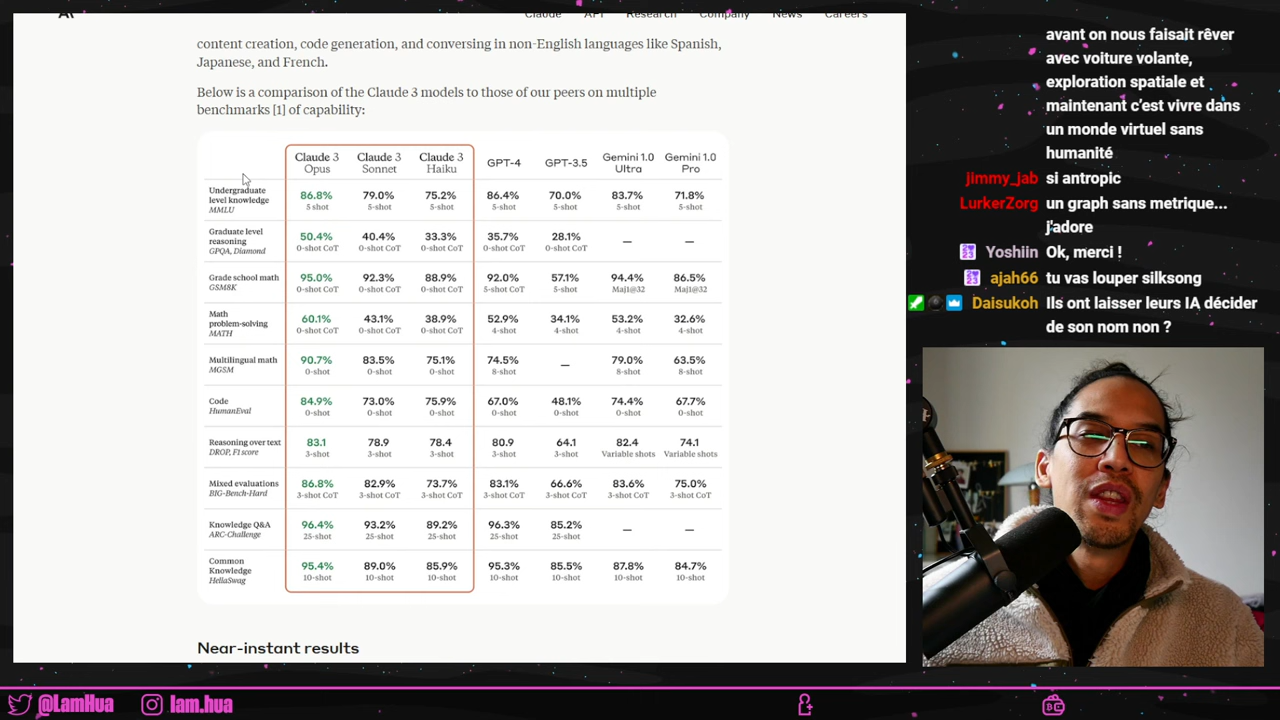 Claude API Research Company News Careers
content creation, code generation, and conversing in non-English languages like Spanish,
Japanese, and French.
Below is a comparison of the Claude 3 models to those of our peers on multiple
benchmarks [1] of capability:
Claude 3 Claude 3 Claude 3 GPT-4 GPT-3.5 Gemini 1.0 Gemini 1.0
Opus Sonnet Haiku Ultra Pro
Undergraduate
level knowledge
MMLU
86.8% 79.0% 75.2% 86.4% 70.0% 83.7% 71.8%
5 shot 5-shot 5-shot 5-shot 5-shot 5-shot 5-shot
Graduate level
reasoning
GPQA, Diamond
50.4% 40.4% 33.3% 35.7% 28.1% — —
0-shot CoT 0-shot CoT 0-shot CoT 0-shot CoT 0-shot CoT
Grade school math
GSM8K
95.0% 92.3% 88.9% 92.0% 57.1% 94.4% 86.5%
0-shot CoT 0-shot CoT 0-shot CoT 5-shot CoT 5-shot Maj1@32 Maj1@32
Math
problem-solving
MATH
60.1% 43.1% 38.9% 52.9% 34.1% 53.2% 32.6%
0-shot CoT 0-shot CoT 0-shot CoT 4-shot 4-shot 4-shot 4-shot
Multilingual math
MGSM
90.7% 83.5% 75.1% 74.5% — 79.0% 63.5%
0-shot 0-shot 0-shot 8-shot 8-shot 8-shot
Code
HumanEval
84.9% 73.0% 75.9% 67.0% 48.1% 74.4% 67.7%
0-shot 0-shot 0-shot 0-shot 0-shot 0-shot 0-shot
Reasoning over text
DROP, F1 score
83.1 78.9 78.4 80.9 64.1 82.4 74.1
3-shot 3-shot 3-shot 3-shot 3-shot Variable shots Variable shots
Mixed evaluations
BIG-Bench-Hard
86.8% 82.9% 73.7% 83.1% 66.6% 83.6% 75.0%
3-shot CoT 3-shot CoT 3-shot CoT 3-shot CoT 3-shot CoT 3-shot CoT 3-shot CoT
Knowledge Q&A
ARC-Challenge
96.4% 93.2% 89.2% 96.3% 85.2% — —
25-shot 25-shot 25-shot 25-shot 25-shot
Common
Knowledge
HellaSwag
95.4% 89.0% 85.9% 95.3% 85.5% 87.8% 84.7%
10-shot 10-shot 10-shot 10-shot 10-shot 10-shot 10-shot
Near-instant results
avant on nous faisait rêver
avec voiture volante,
exploration spatiale et
maintenant c’est vivre dans
un monde virtuel sans
humanité
jimmy_jab si antropic
LurkerZorg un graph sans metrique...
j'adore
Yoshiin Ok, merci !
ajah66 tu vas louper silksong
Daisukoh Ils ont laisser leurs IA décider
de son nom non ?
@LamHua lam.hua